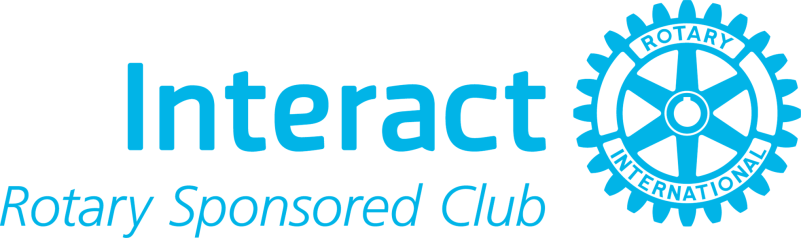 Interact
Rotary Sponsored Club
ROTARY
INTERNATIONAL